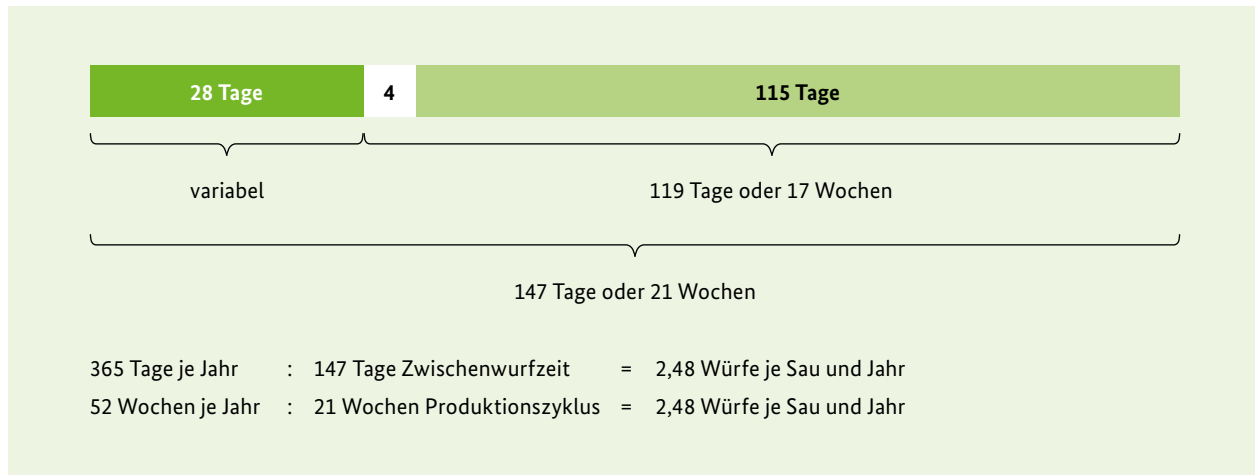 28 Tage 4 115 Tage
variabel 119 Tage oder 17 Wochen
147 Tage oder 21 Wochen
365 Tage je Jahr : 147 Tage Zwischenwurfzeit = 2,48 Würfe je Sau und Jahr
52 Wochen je Jahr : 21 Wochen Produktionszyklus = 2,48 Würfe je Sau und Jahr